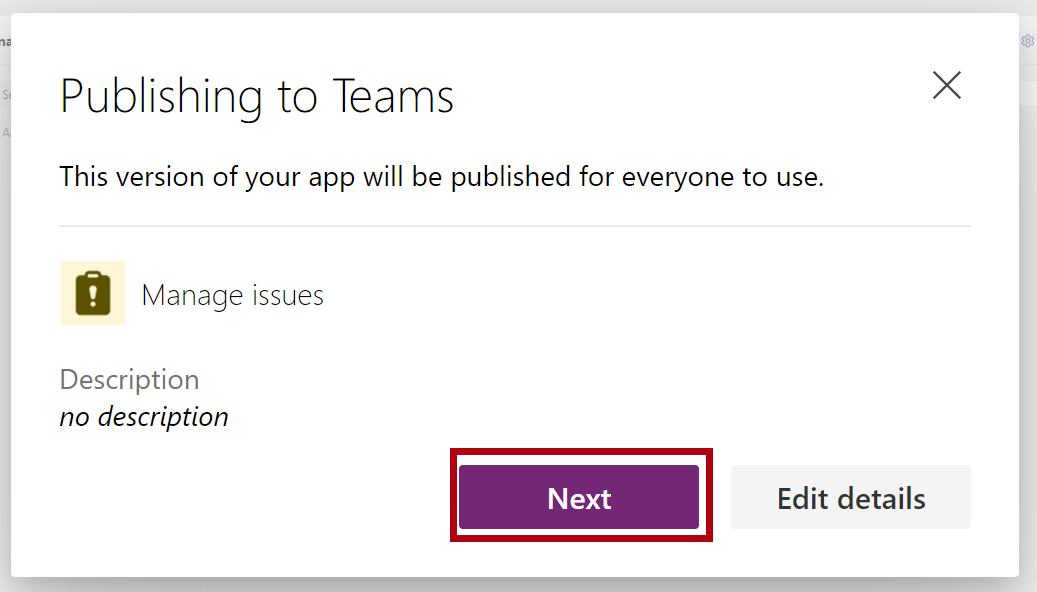 Publishing to Teams
This version of your app will be published for everyone to use.
Manage issues
Description
no description
Next
Edit details